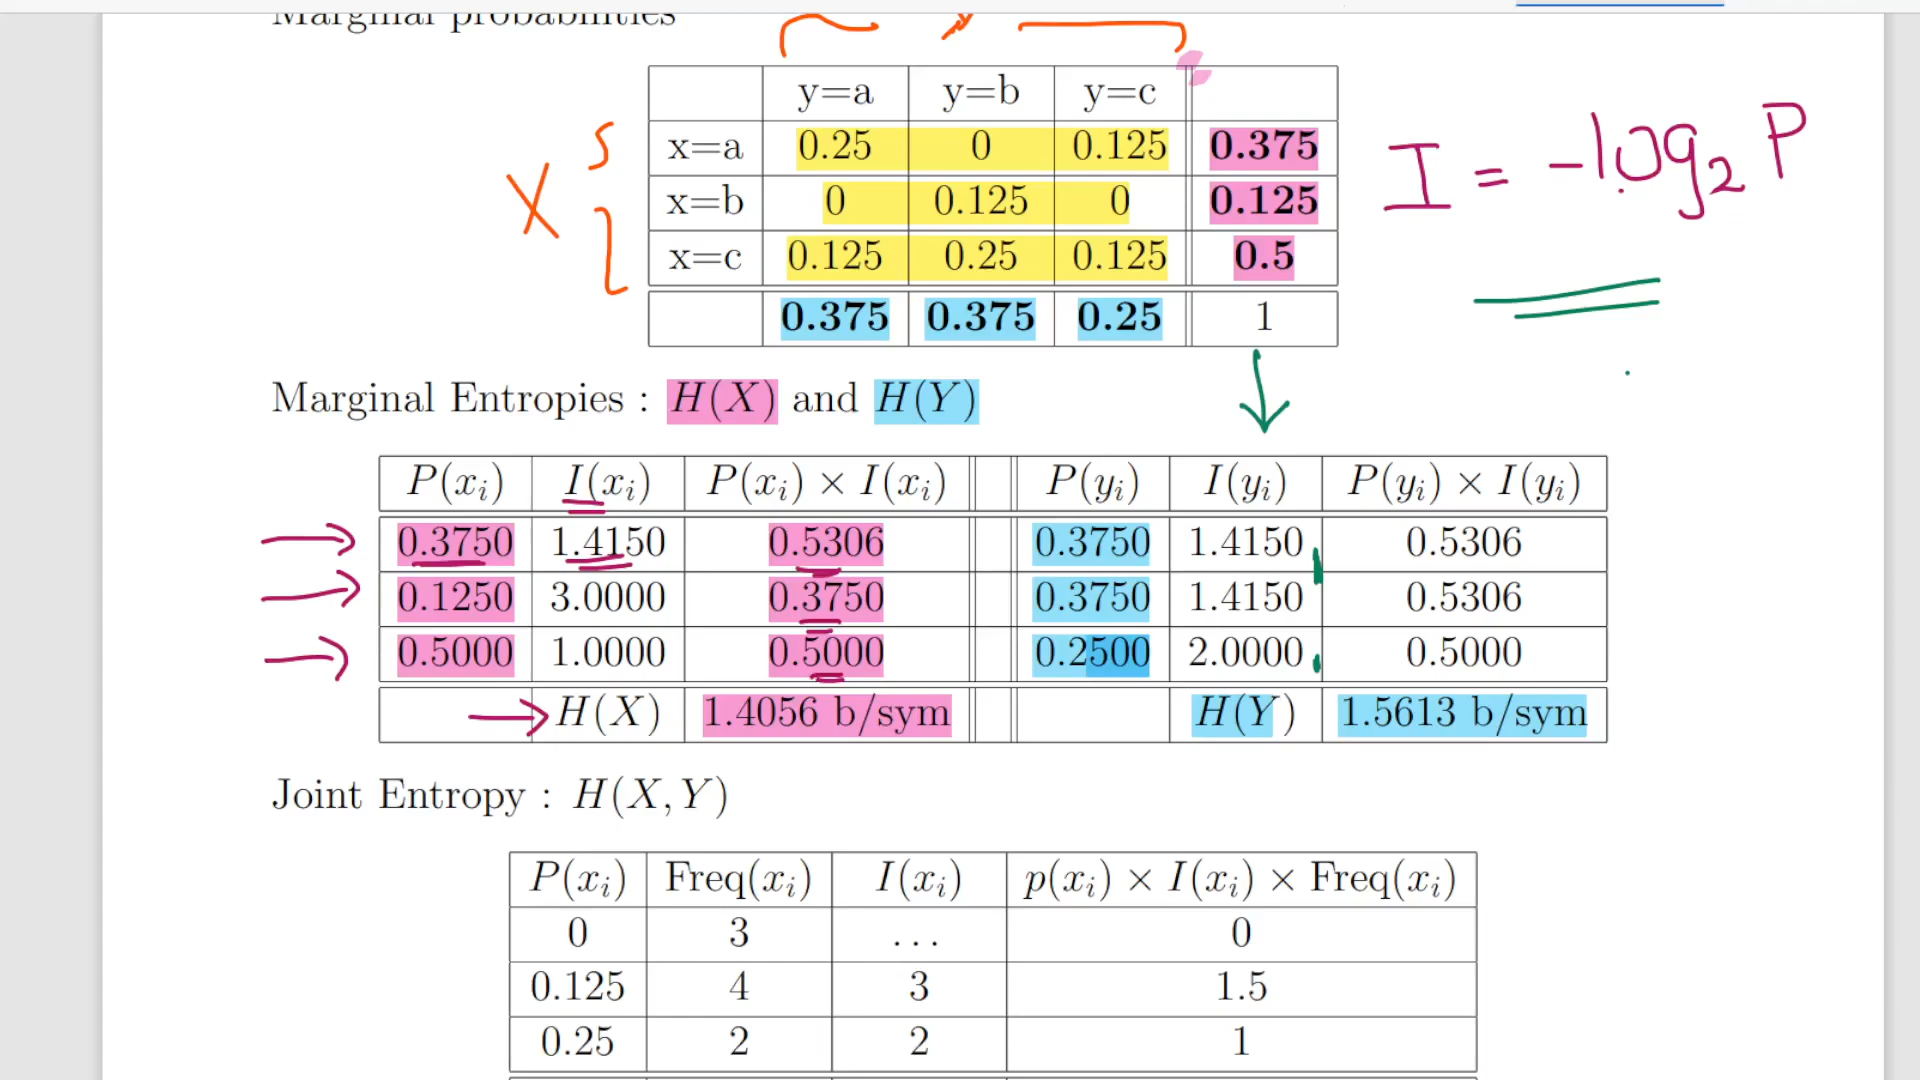 Marginal probabilities
y=a y=b y=c
x=a 0.25 0 0.125 0.375
x=b 0 0.125 0 0.125
x=c 0.125 0.25 0.125 0.5
0.375 0.375 0.25 1
X
I = -log₂ P
Marginal Entropies : H(X) and H(Y)
P(xᵢ) I(xᵢ) P(xᵢ) × I(xᵢ) P(yᵢ) I(yᵢ) P(yᵢ) × I(yᵢ)
0.3750 1.4150 0.5306 0.3750 1.4150 0.5306
0.1250 3.0000 0.3750 0.3750 1.4150 0.5306
0.5000 1.0000 0.5000 0.2500 2.0000 0.5000
H(X) 1.4056 b/sym H(Y) 1.5613 b/sym
Joint Entropy : H(X, Y)
P(xᵢ) Freq(xᵢ) I(xᵢ) p(xᵢ) × I(xᵢ) × Freq(xᵢ)
0 3 ... 0
0.125 4 3 1.5
0.25 2 2 1